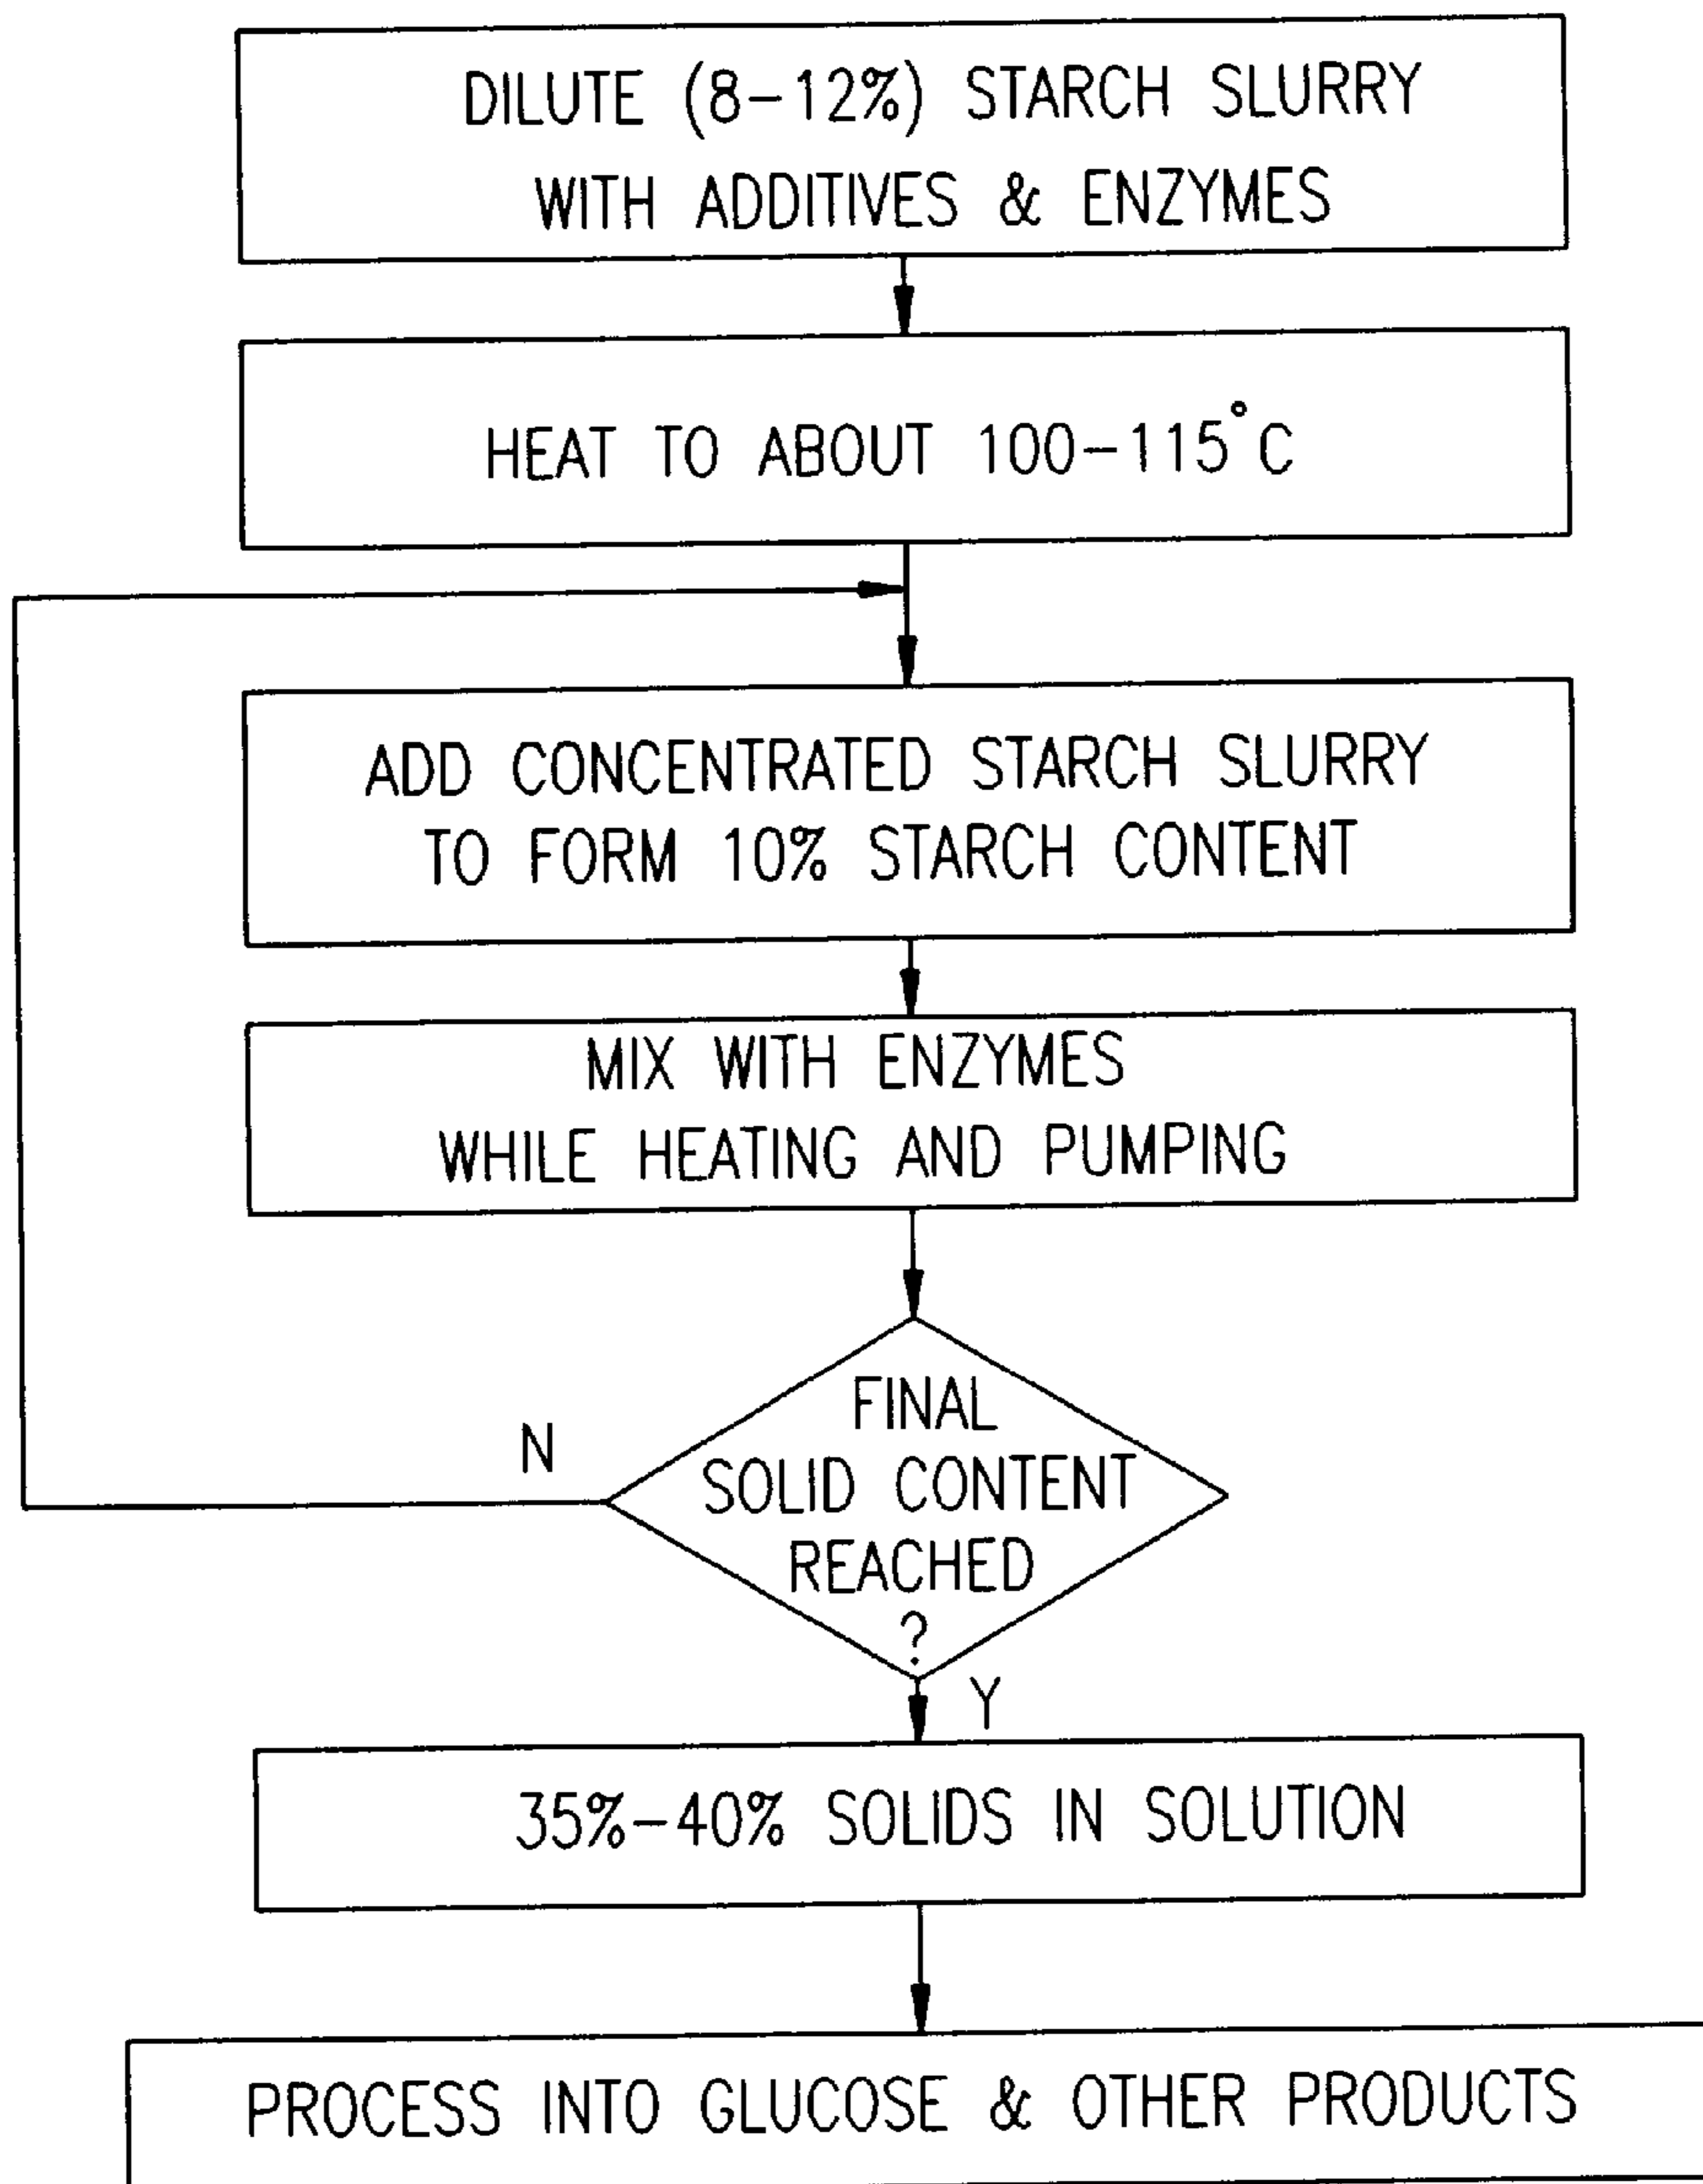 DILUTE (8-12%) STARCH SLURRY
WITH ADDITIVES & ENZYMES
HEAT TO ABOUT 100-115°C
ADD CONCENTRATED STARCH SLURRY
TO FORM 10% STARCH CONTENT
MIX WITH ENZYMES
WHILE HEATING AND PUMPING
FINAL
SOLID CONTENT
REACHED
?
N
Y
35%-40% SOLIDS IN SOLUTION
PROCESS INTO GLUCOSE & OTHER PRODUCTS